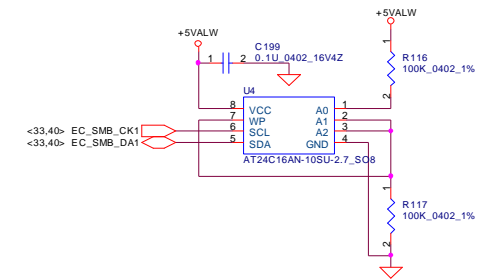 +5VALW
+5VALW
C199
0.1U_0402_16V4Z
1 2
1
R116
100K_0402_1%
2
U4
8 VCC A0 1
7 WP A1 2
6 SCL A2 3
5 SDA GND 4
<33,40> EC_SMB_CK1
<33,40> EC_SMB_DA1
AT24C16AN-10SU-2.7_SO8
1
R117
100K_0402_1%
2